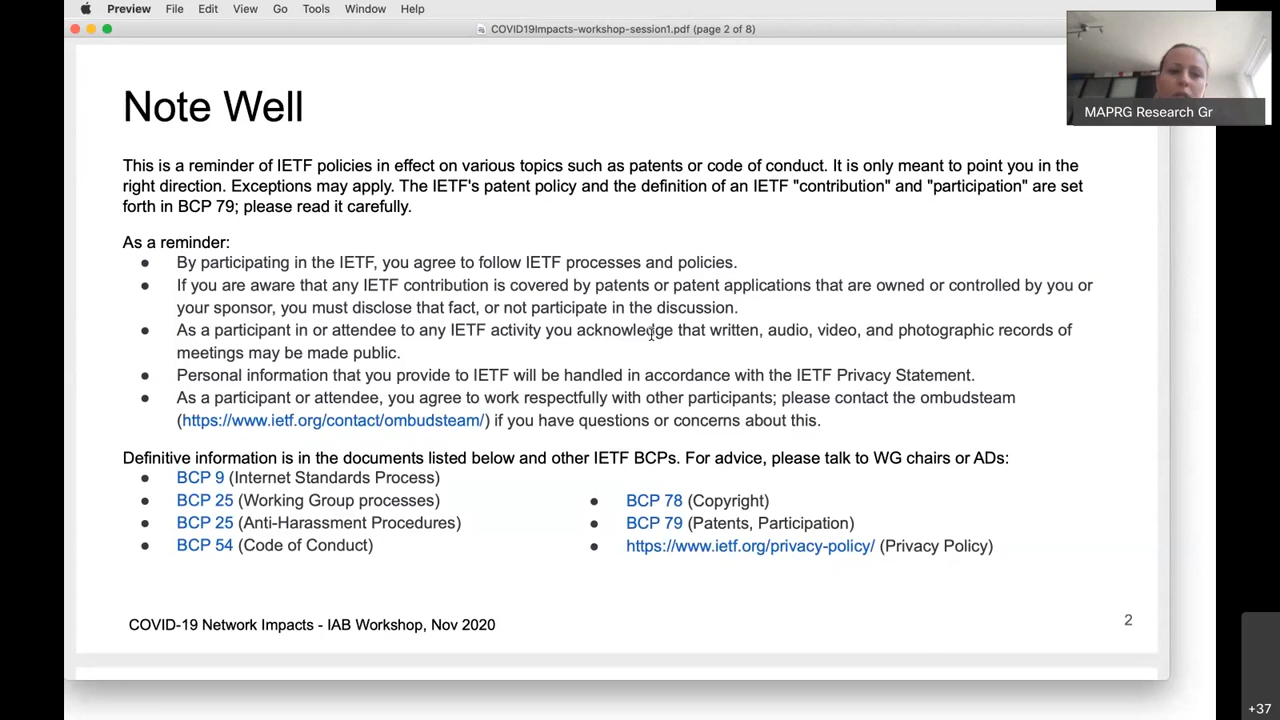 Preview File Edit View Go Tools Window Help
COVID19Impacts-workshop-session1.pdf (page 2 of 8)
MAPRG Research Gr
Note Well
This is a reminder of IETF policies in effect on various topics such as patents or code of conduct. It is only meant to point you in the
right direction. Exceptions may apply. The IETF's patent policy and the definition of an IETF "contribution" and "participation" are set
forth in BCP 79; please read it carefully.
As a reminder:
● By participating in the IETF, you agree to follow IETF processes and policies.
● If you are aware that any IETF contribution is covered by patents or patent applications that are owned or controlled by you or
your sponsor, you must disclose that fact, or not participate in the discussion.
● As a participant in or attendee to any IETF activity you acknowledge that written, audio, video, and photographic records of
meetings may be made public.
● Personal information that you provide to IETF will be handled in accordance with the IETF Privacy Statement.
● As a participant or attendee, you agree to work respectfully with other participants; please contact the ombudsteam
(https://www.ietf.org/contact/ombudsteam/) if you have questions or concerns about this.
Definitive information is in the documents listed below and other IETF BCPs. For advice, please talk to WG chairs or ADs:
● BCP 9 (Internet Standards Process)
● BCP 25 (Working Group processes)
● BCP 25 (Anti-Harassment Procedures)
● BCP 54 (Code of Conduct)
● BCP 78 (Copyright)
● BCP 79 (Patents, Participation)
● https://www.ietf.org/privacy-policy/ (Privacy Policy)
COVID-19 Network Impacts - IAB Workshop, Nov 2020
2
+37